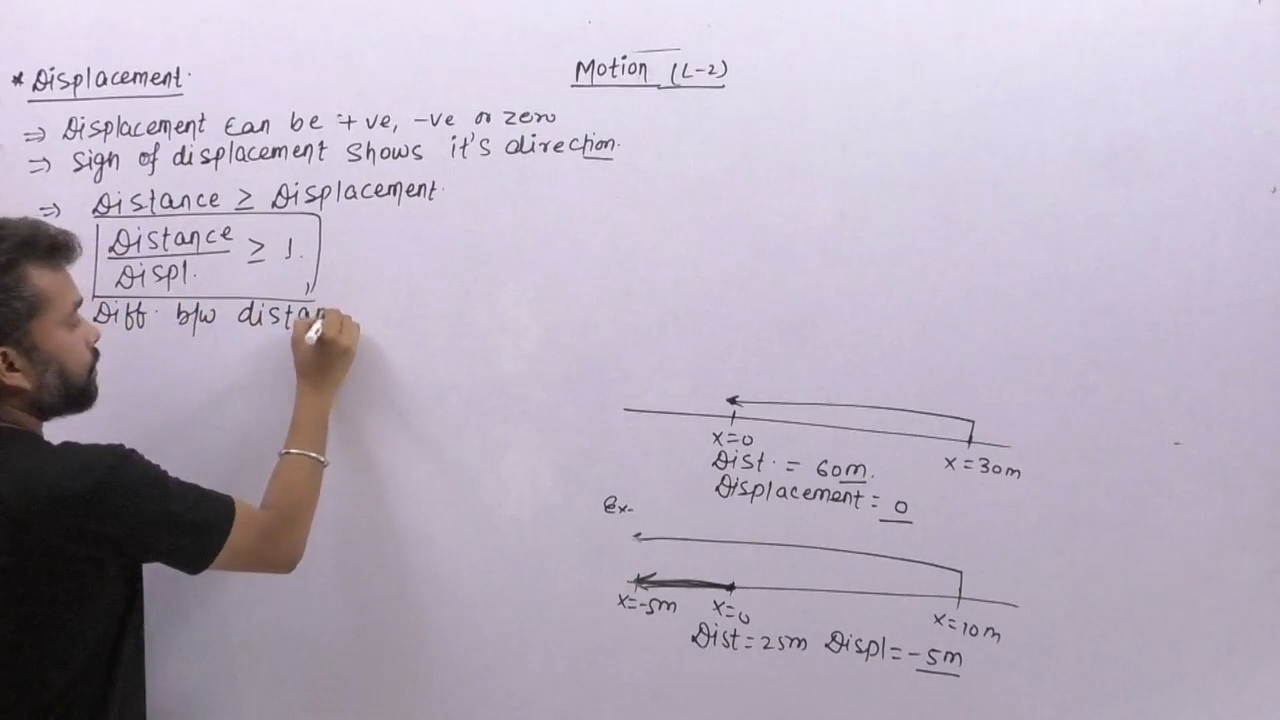 Motion (L-2)
* Displacement.
⇒ Displacement can be +ve, -ve or zero
⇒ sign of displacement shows it's direction.
⇒ Distance ≥ Displacement.
Distance
Displ. ≥ 1.
Diff. b/w distan
x=0
x=30m
Dist. = 60m.
Displacement = 0
Ex-
x=-5m x=0 x=10m
Dist=25m Displ=-5m